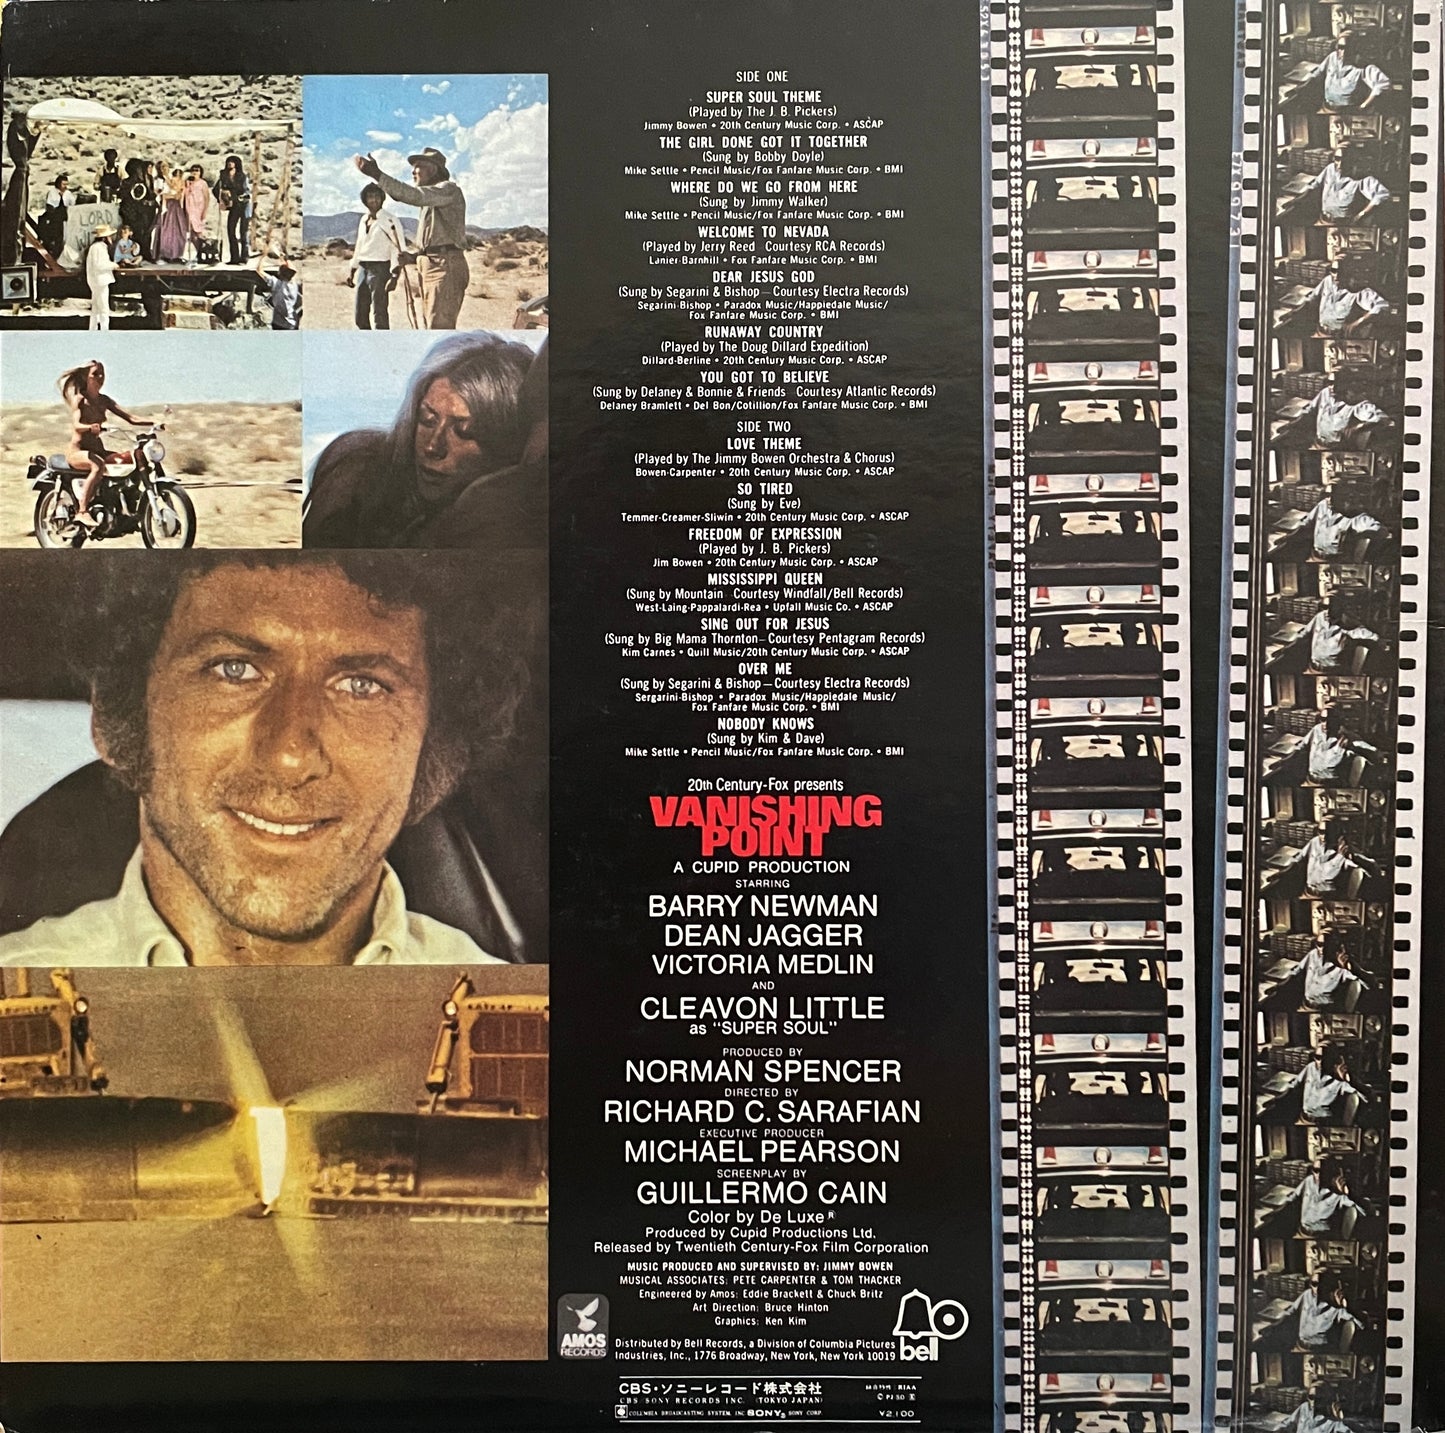 LORD
SIDE ONE
SUPER SOUL THEME
(Played by The J. B. Pickers)
Jimmy Bowen • 20th Century Music Corp. • ASCAP
THE GIRL DONE GOT IT TOGETHER
(Sung by Bobby Doyle)
Mike Settle • Pencil Music/Fox Fanfare Music Corp. • BMI
WHERE DO WE GO FROM HERE
(Sung by Jimmy Walker)
Mike Settle • Pencil Music/Fox Fanfare Music Corp. • BMI
WELCOME TO NEVADA
(Played by Jerry Reed Courtesy RCA Records)
Lanier-Barnhill • Fox Fanfare Music Corp. • BMI
DEAR JESUS GOD
(Sung by Segarini & Bishop—Courtesy Electra Records)
Segarini-Bishop • Paradox Music/Happiedale Music/
Fox Fanfare Music Corp. • BMI
RUNAWAY COUNTRY
(Played by The Doug Dillard Expedition)
Dillard-Berline • 20th Century Music Corp. • ASCAP
YOU GOT TO BELIEVE
(Sung by Delaney & Bonnie & Friends Courtesy Atlantic Records)
Delaney Bramlett • Del Bon/Cotillion/Fox Fanfare Music Corp. • BMI
SIDE TWO
LOVE THEME
(Played by The Jimmy Bowen Orchestra & Chorus)
Bowen-Carpenter • 20th Century Music Corp. • ASCAP
SO TIRED
(Sung by Eve)
Temmer-Creamer-Sliwin • 20th Century Music Corp. • ASCAP
FREEDOM OF EXPRESSION
(Played by J. B. Pickers)
Jim Bowen • 20th Century Music Corp. • ASCAP
MISSISSIPPI QUEEN
(Sung by Mountain Courtesy Windfall/Bell Records)
West-Laing-Pappalardi-Rea • Upfall Music Co. • ASCAP
SING OUT FOR JESUS
(Sung by Big Mama Thornton—Courtesy Pentagram Records)
Kim Carnes • Quill Music/20th Century Music Corp. • ASCAP
OVER ME
(Sung by Segarini & Bishop—Courtesy Electra Records)
Sergarini-Bishop • Paradox Music/Happiedale Music/
Fox Fanfare Music Corp. • BMI
NOBODY KNOWS
(Sung by Kim & Dave)
Mike Settle • Pencil Music/Fox Fanfare Music Corp. • BMI
20th Century-Fox presents
VANISHING
POINT
A CUPID PRODUCTION
STARRING
BARRY NEWMAN
DEAN JAGGER
VICTORIA MEDLIN
AND
CLEAVON LITTLE
as "SUPER SOUL"
PRODUCED BY
NORMAN SPENCER
DIRECTED BY
RICHARD C. SARAFIAN
EXECUTIVE PRODUCER
MICHAEL PEARSON
SCREENPLAY BY
GUILLERMO CAIN
Color by De Luxe®
Produced by Cupid Productions Ltd.
Released by Twentieth Century-Fox Film Corporation
MUSIC PRODUCED AND SUPERVISED BY: JIMMY BOWEN
MUSICAL ASSOCIATES: PETE CARPENTER & TOM THACKER
Engineered by Amos: Eddie Brackett & Chuck Britz
Art Direction: Bruce Hinton
Graphics: Ken Kim
AMOS
RECORDS
Distributed by Bell Records, a Division of Columbia Pictures
Industries, Inc., 1776 Broadway, New York, New York 10019
bell
CBS・ソニーレコード株式会社
CBS/SONY RECORDS INC. (TOKYO JAPAN)
COLUMBIA BROADCASTING SYSTEM, INC SONY SONY CORP.
RIAA
¥2,100